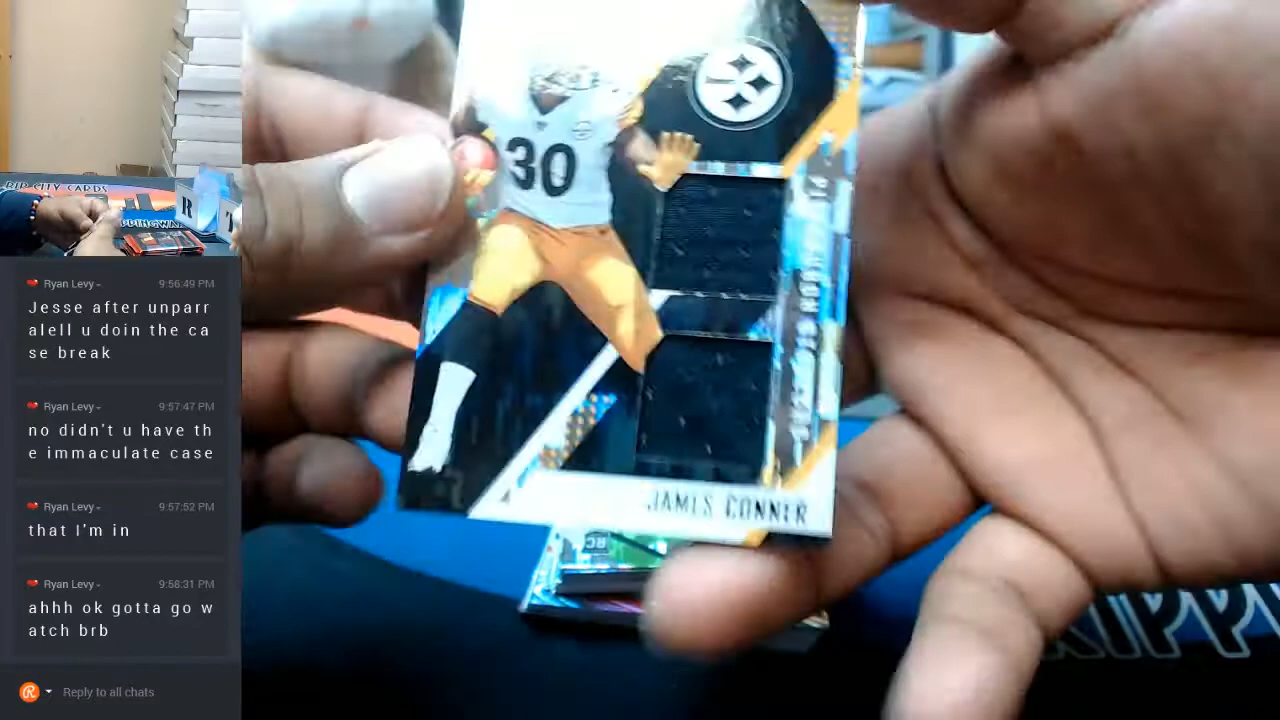 RIP CITY CARDS
R
Ryan Levy 9:56:49 PM
Jesse after unparr
alell u doin the ca
se break
Ryan Levy 9:57:47 PM
no didn't u have th
e immaculate case
Ryan Levy 9:57:52 PM
that I'm in
Ryan Levy 9:58:31 PM
ahhh ok gotta go w
atch brb
Reply to all chats
30
JAMES CONNER
RC
RIPPI